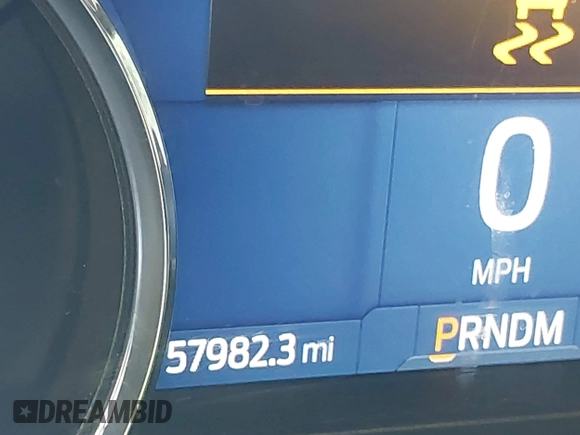 0
MPH
57982.3 mi
PRNDM
DREAMBID